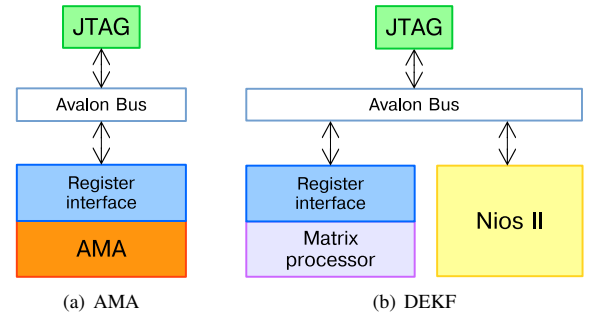 JTAG
Avalon Bus
Register
interface
AMA
(a) AMA
JTAG
Avalon Bus
Register
interface
Matrix
processor
Nios II
(b) DEKF